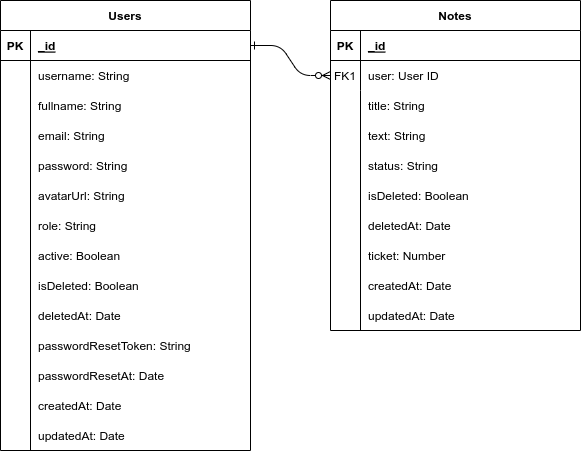 Users
PK _id
username: String
fullname: String
email: String
password: String
avatarUrl: String
role: String
active: Boolean
isDeleted: Boolean
deletedAt: Date
passwordResetToken: String
passwordResetAt: Date
createdAt: Date
updatedAt: Date
Notes
PK _id
FK1 user: User ID
title: String
text: String
status: String
isDeleted: Boolean
deletedAt: Date
ticket: Number
createdAt: Date
updatedAt: Date